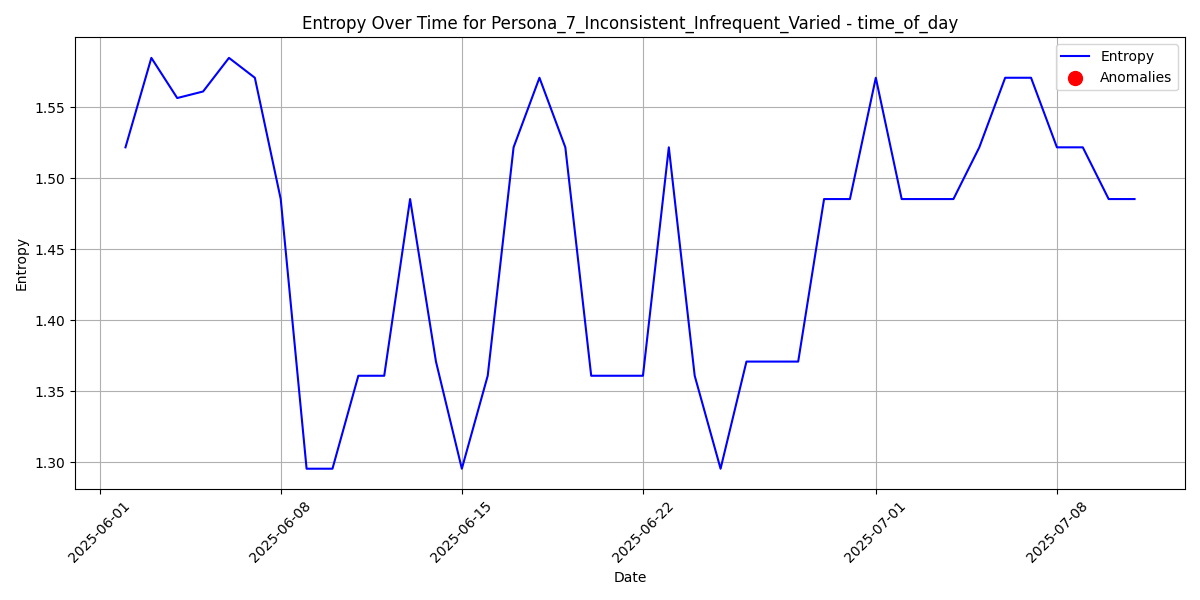 Entropy Over Time for Persona_7_Inconsistent_Infrequent_Varied - time_of_day
Entropy
Anomalies
Entropy
1.55
1.50
1.45
1.40
1.35
1.30
2025-06-01
2025-06-08
2025-06-15
2025-06-22
2025-07-01
2025-07-08
Date